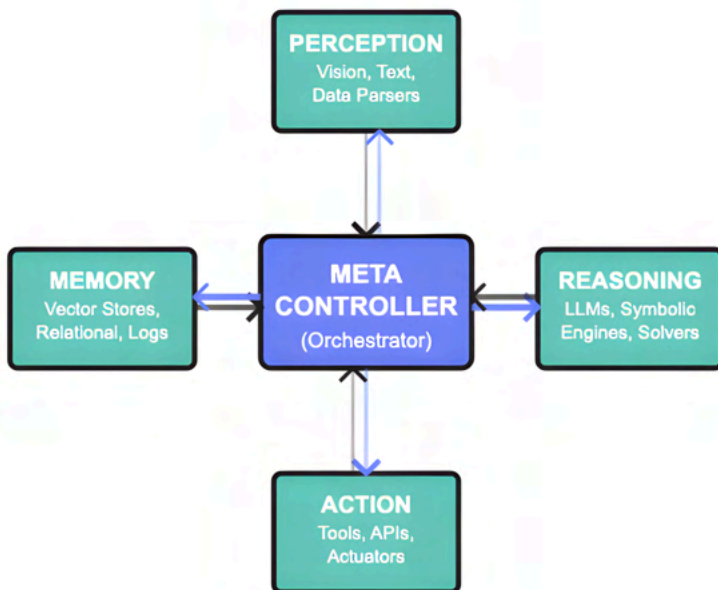 PERCEPTION
Vision, Text,
Data Parsers
MEMORY
Vector Stores,
Relational, Logs
META
CONTROLLER
(Orchestrator)
REASONING
LLMs, Symbolic
Engines, Solvers
ACTION
Tools, APIs,
Actuators